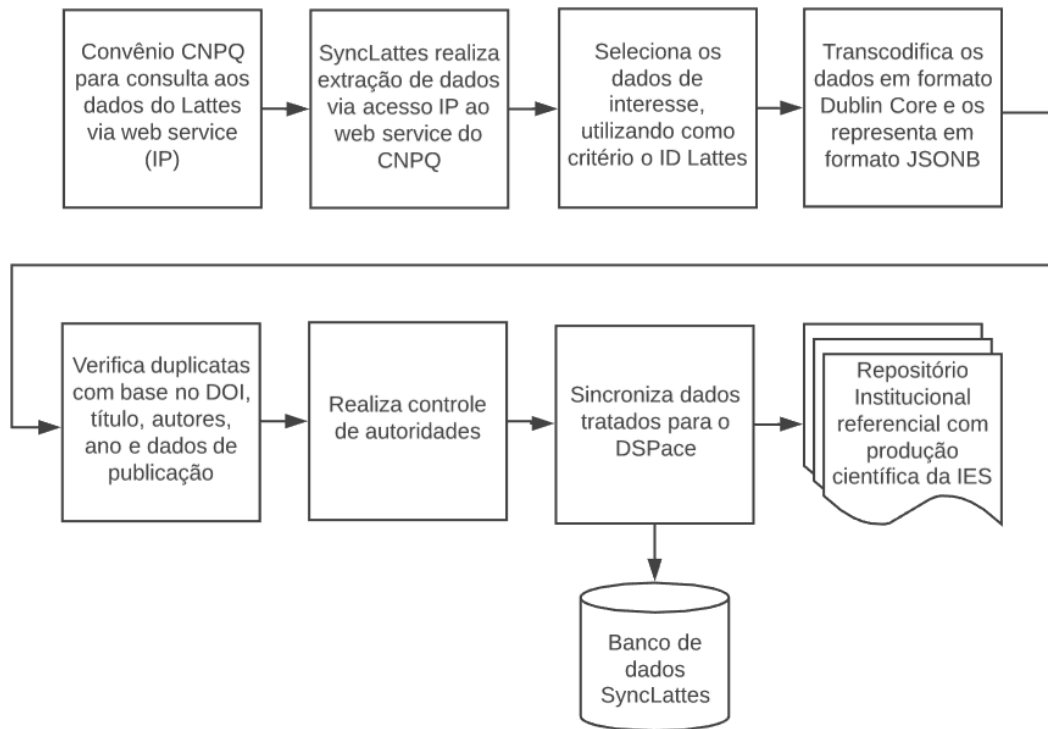 Convênio CNPQ
para consulta aos
dados do Lattes
via web service
(IP)
SyncLattes realiza
extração de dados
via acesso IP ao
web service do
CNPQ
Seleciona os
dados de
interesse,
utilizando como
critério o ID Lattes
Transcodifica os
dados em formato
Dublin Core e os
representa em
formato JSONB
Verifica duplicatas
com base no DOI,
título, autores,
ano e dados de
publicação
Realiza controle
de autoridades
Sincroniza dados
tratados para o
DSPace
Repositório
Institucional
referencial com
produção
científica da IES
Banco de
dados
SyncLattes